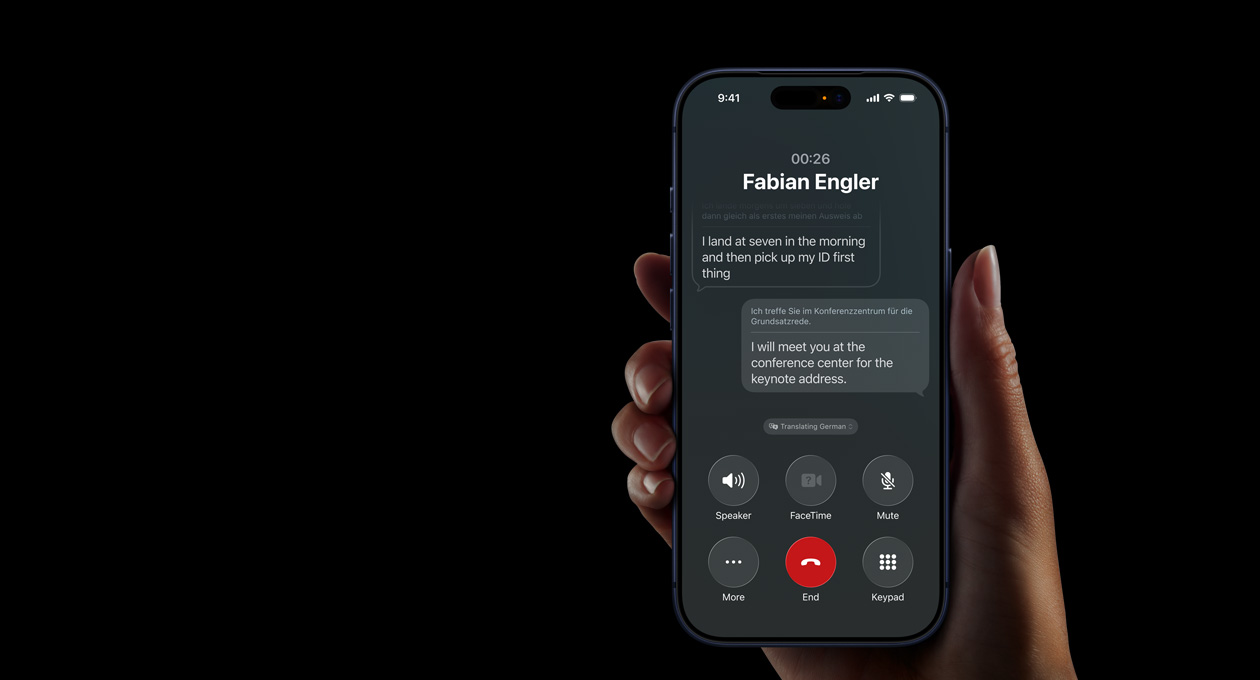 9:41
00:26
Fabian Engler
dann gleich als erstes meinen Ausweis ab
I land at seven in the morning
and then pick up my ID first
thing
Ich treffe Sie im Konferenzzentrum für die
Grundsatzrede.
I will meet you at the
conference center for the
keynote address.
Translating German
Speaker
FaceTime
Mute
More
End
Keypad